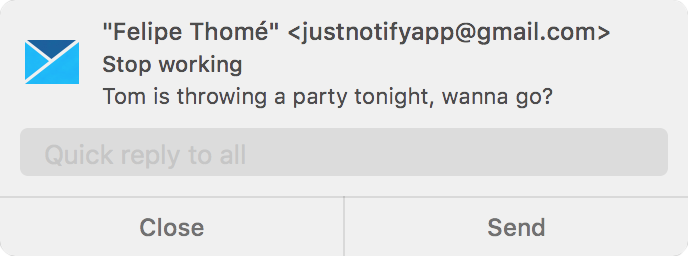 "Felipe Thomé" <justnotifyapp@gmail.com>
Stop working
Tom is throwing a party tonight, wanna go?
Quick reply to all
Close
Send